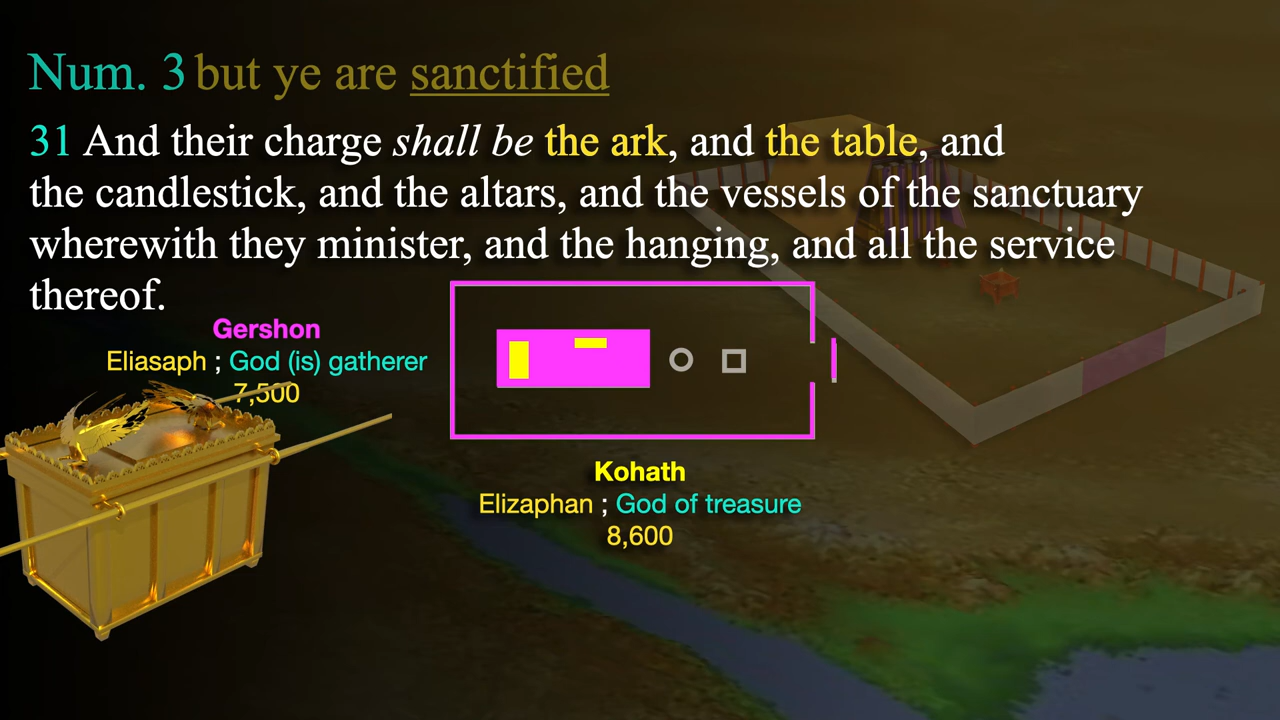 Num. 3 but ye are sanctified
31 And their charge shall be the ark, and the table, and
the candlestick, and the altars, and the vessels of the sanctuary
wherewith they minister, and the hanging, and all the service
thereof.
Gershon
Eliasaph ; God (is) gatherer
7,500
Kohath
Elizaphan ; God of treasure
8,600